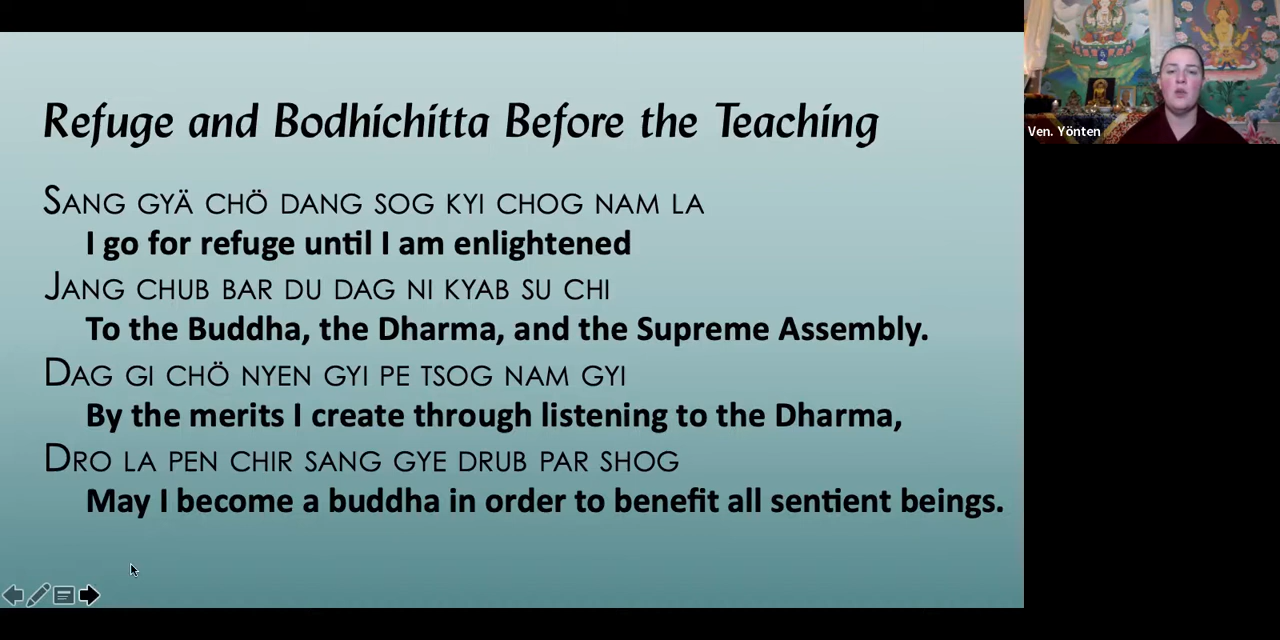 Refuge and Bodhichitta Before the Teaching
SANG GYÄ CHÖ DANG SOG KYI CHOG NAM LA
I go for refuge until I am enlightened
JANG CHUB BAR DU DAG NI KYAB SU CHI
To the Buddha, the Dharma, and the Supreme Assembly.
DAG GI CHÖ NYEN GYI PE TSOG NAM GYI
By the merits I create through listening to the Dharma,
DRO LA PEN CHIR SANG GYE DRUB PAR SHOG
May I become a buddha in order to benefit all sentient beings.
Ven. Yönten